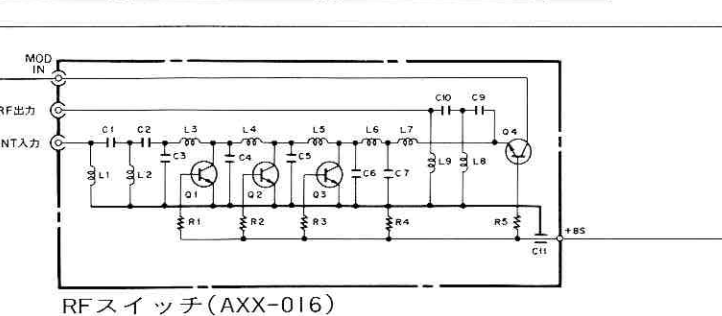 MOD
IN
RF出力
NT入力
C10 C9
Q4
C1 C2 L3 L4 L5 L6 L7
C3 C4 C5 C6 C7 L9 L8
L1 L2
Q1 Q2 Q3
R1 R2 R3 R4 R5
+BS
C11
RFスイッチ(AXX-016)